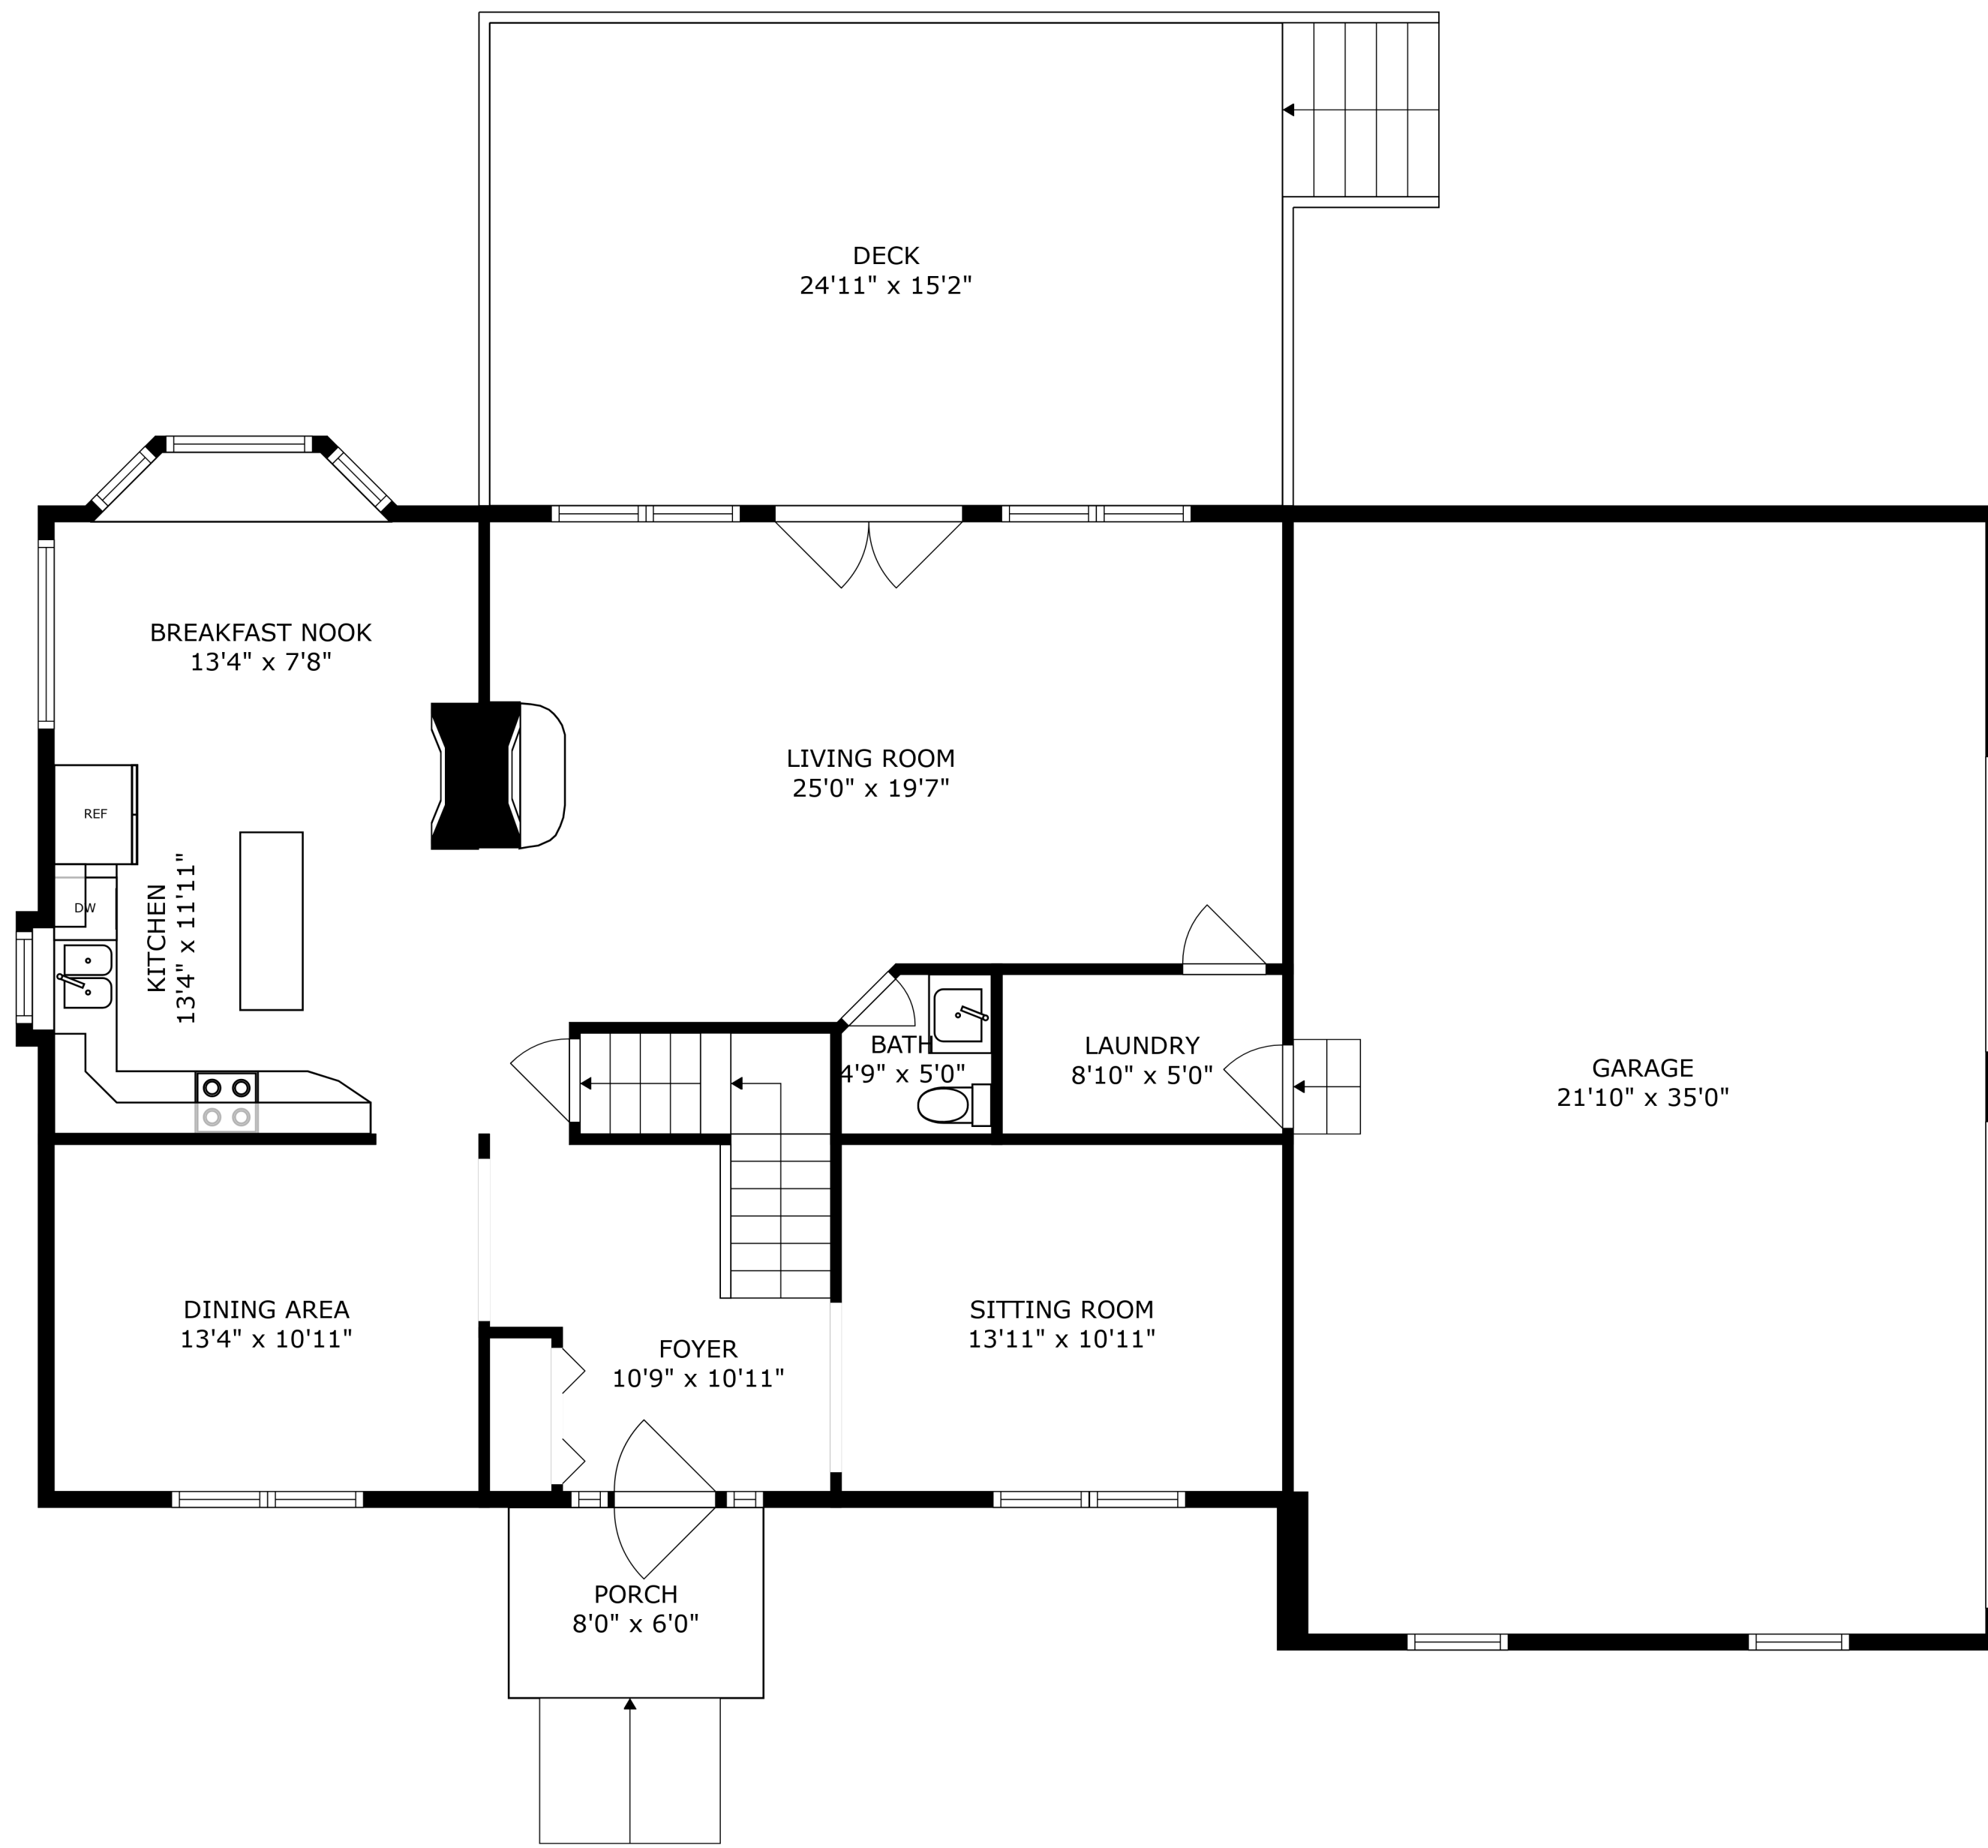 DECK
24'11" x 15'2"
BREAKFAST NOOK
13'4" x 7'8"
LIVING ROOM
25'0" x 19'7"
REF
DW
KITCHEN
13'4" x 11'11"
BATH
4'9" x 5'0"
LAUNDRY
8'10" x 5'0"
GARAGE
21'10" x 35'0"
DINING AREA
13'4" x 10'11"
FOYER
10'9" x 10'11"
SITTING ROOM
13'11" x 10'11"
PORCH
8'0" x 6'0"